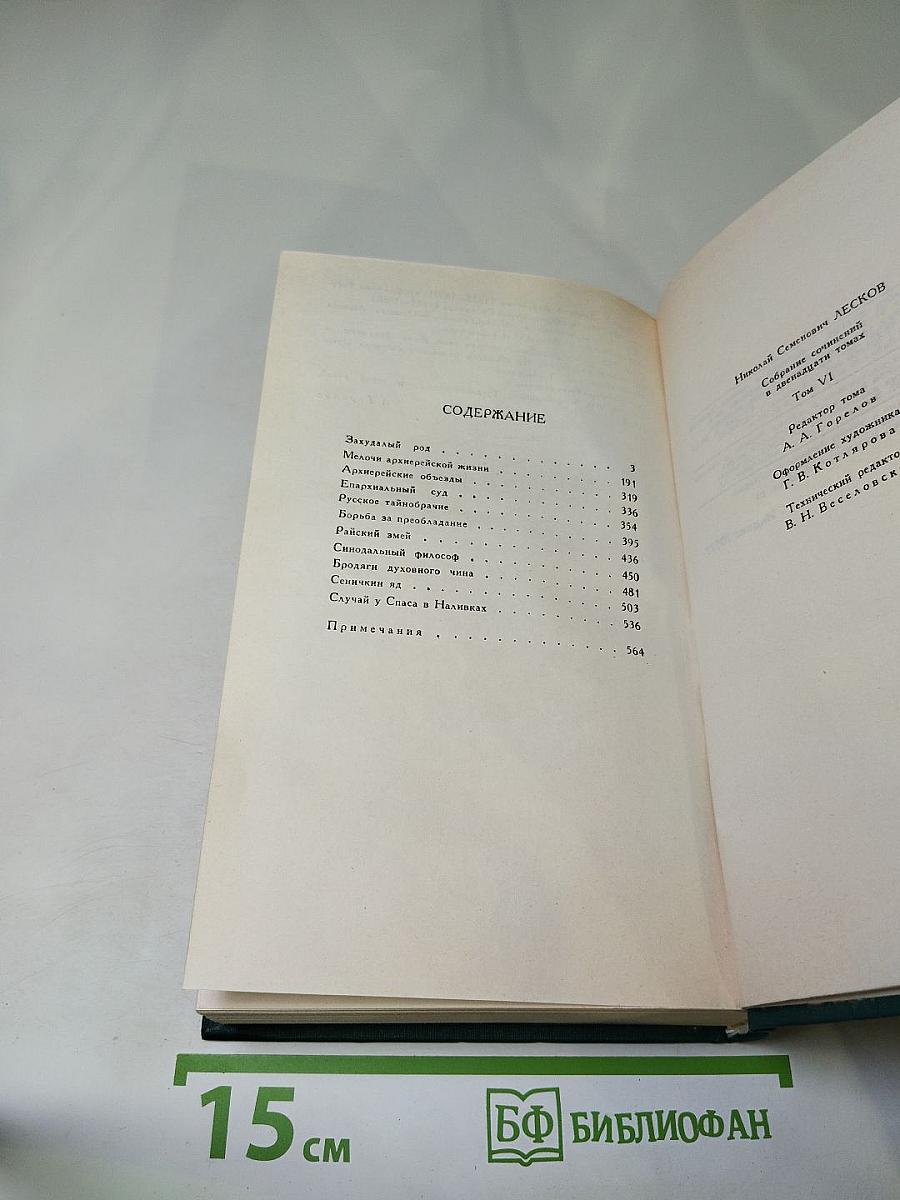 СОДЕРЖАНИЕ
Захудалый род . . . . . . . . . . . . 3
Мелочи архиерейской жизни . . . . . . . . 191
Архиерейские объезды . . . . . . . . . . 319
Епархиальный суд . . . . . . . . . . . 336
Русское тайнобрачие . . . . . . . . . . 354
Борьба за преобладание . . . . . . . . . 395
Райский змей . . . . . . . . . . . . 436
Синодальный философ . . . . . . . . . . 450
Бродяги духовного чина . . . . . . . . . 481
Сеничкин яд . . . . . . . . . . . . 503
Случай у Спаса в Наливках . . . . . . . . 536
Примечания . . . . . . . . . . . . 564
Николай Семенович ЛЕСКОВ
Собрание сочинений
в двенадцати томах
Том VI
Редактор тома
А. А. Горелов
Оформление художника
Г. В. Котлярова
Технический редактор
В. Н. Веселовск
15 см
БФ БИБЛИОФАН